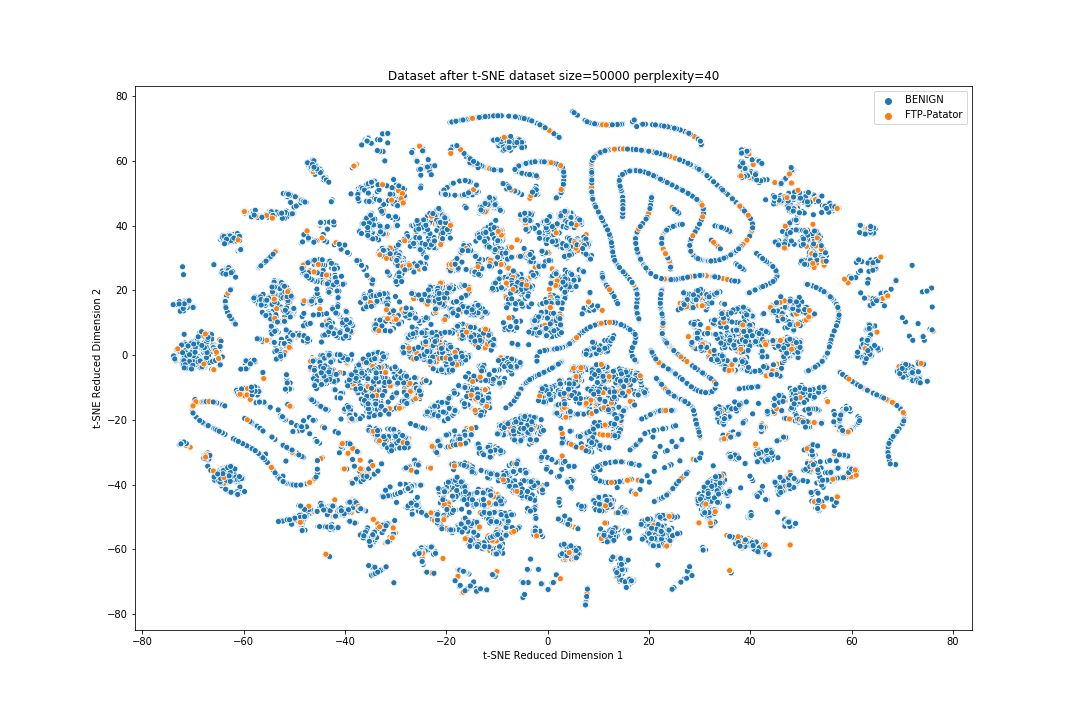 Dataset after t-SNE dataset size=50000 perplexity=40
BENIGN
FTP-Patator
80
60
40
20
0
−20
−40
−60
−80
t-SNE Reduced Dimension 2
−80 −60 −40 −20 0 20 40 60 80
t-SNE Reduced Dimension 1